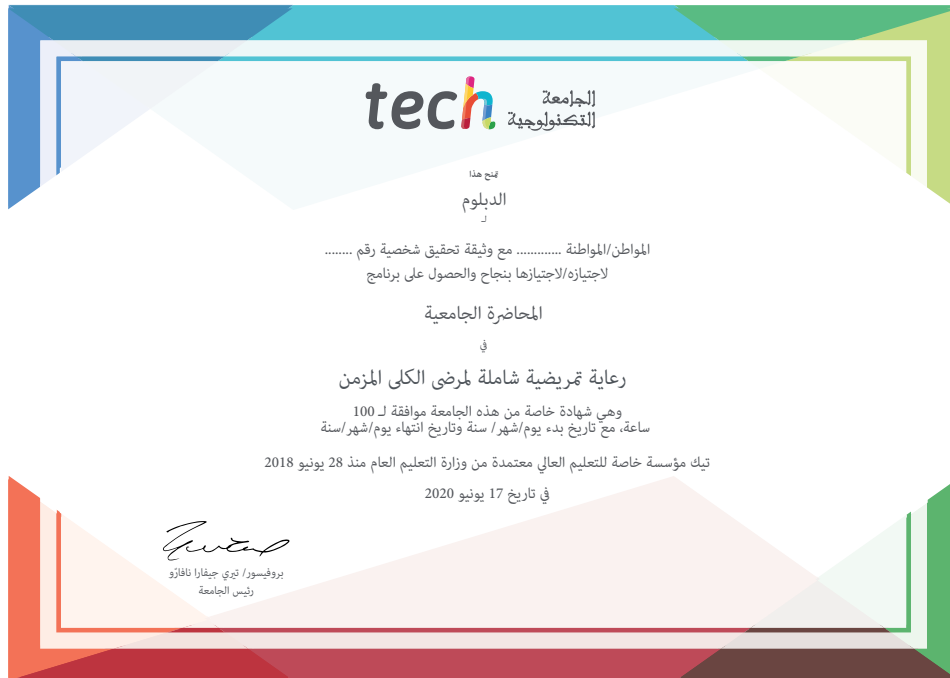 tech الجامعة
التكنولوجية
يمنح هذا
الدبلوم
لـ
المواطن/المواطنة ............. مع وثيقة تحقيق شخصية رقم ........
لاجتيازه/لاجتيازها بنجاح والحصول على برنامج
المحاضرة الجامعية
في
رعاية تمريضية شاملة لمرضى الكلى المزمن
وهي شهادة خاصة من هذه الجامعة موافقة لـ 100
ساعة، مع تاريخ بدء يوم/شهر/ سنة وتاريخ انتهاء يوم/شهر/سنة
تيك مؤسسة خاصة للتعليم العالي معتمدة من وزارة التعليم العام منذ 28 يونيو 2018
في تاريخ 17 يونيو 2020
بروفيسور/ تيري جيفارا نافارّو
رئيس الجامعة